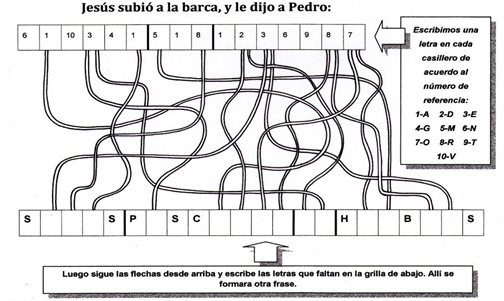 Jesús subió a la barca, y le dijo a Pedro:
6 1 10 3 4 1 5 1 8 1 2 3 6 9 8 7
Escribimos una
letra en cada
casillero de
acuerdo al
número de
referencia:
1-A 2-D 3-E
4-G 5-M 6-N
7-O 8-R 9-T
10-V
S S P S C H B S
Luego sigue las flechas desde arriba y escribe las letras que faltan en la grilla de abajo. Allí se
formara otra frase.